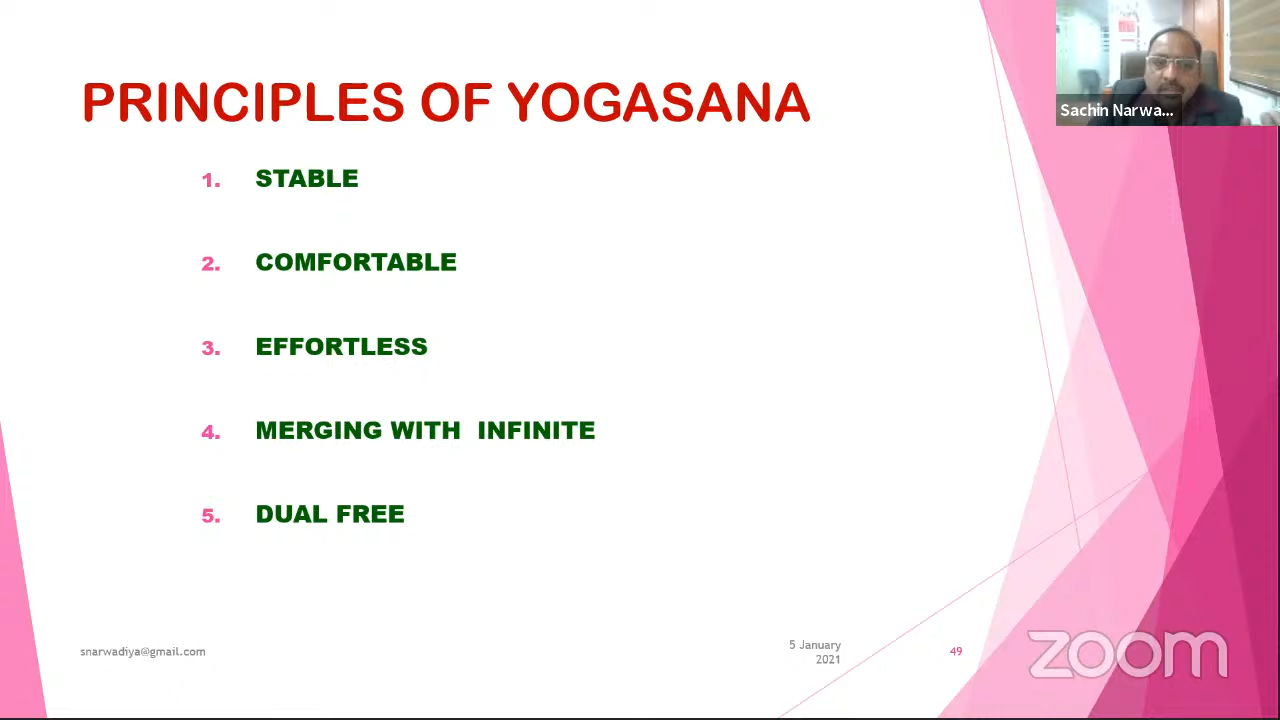 PRINCIPLES OF YOGASANA
Sachin Narwa...
1. STABLE
2. COMFORTABLE
3. EFFORTLESS
4. MERGING WITH INFINITE
5. DUAL FREE
snarwadiya@gmail.com
5 January
2021
49
zoom